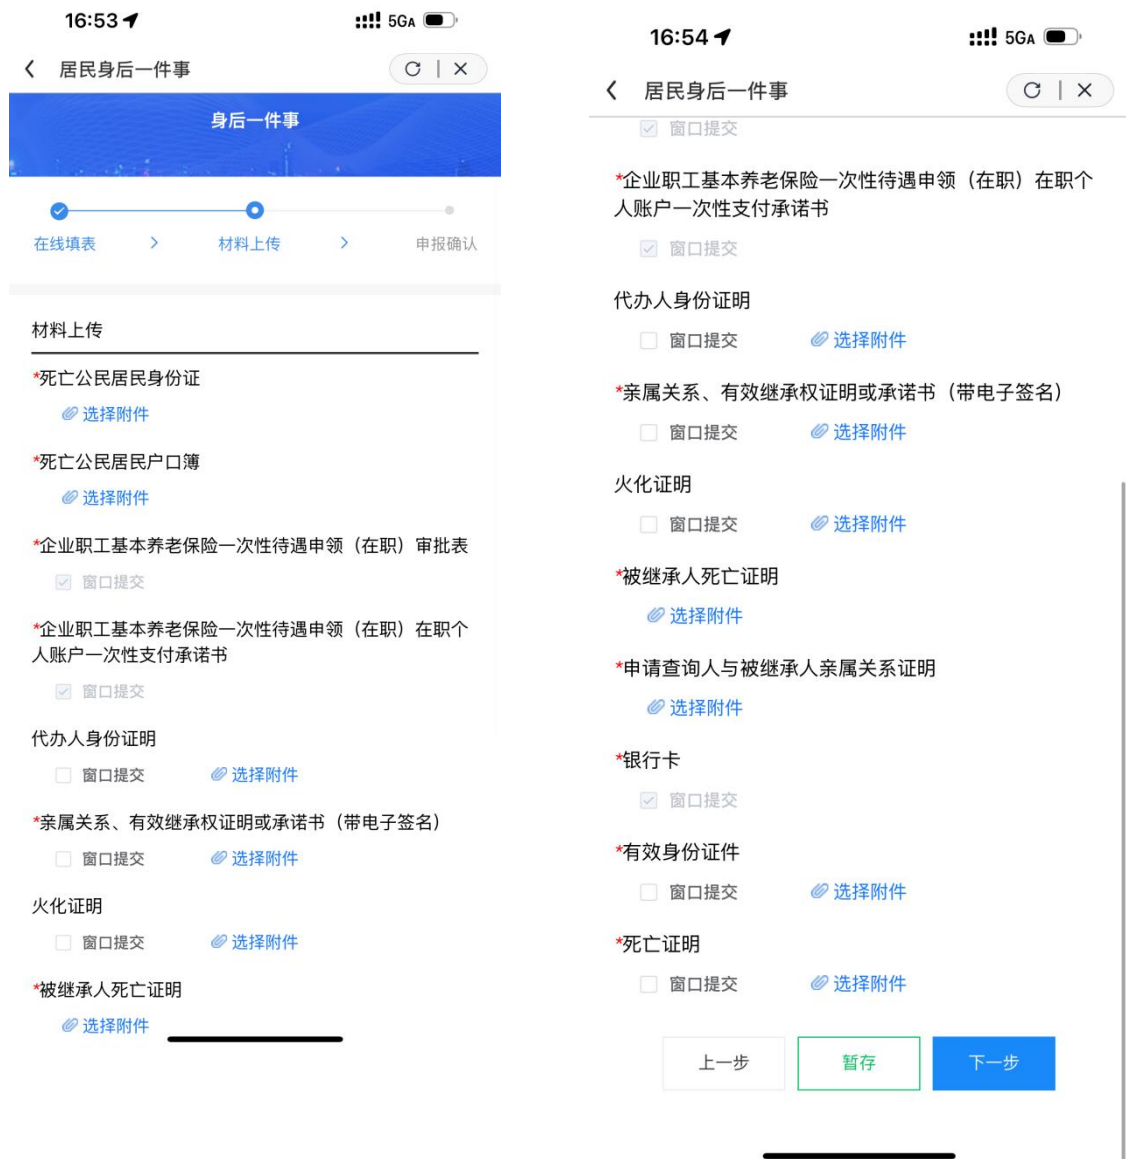 16:53
5GA
居民身后一件事
身后一件事
在线填表 > 材料上传 > 申报确认
材料上传
*死亡公民居民身份证
选择附件
*死亡公民居民户口簿
选择附件
*企业职工基本养老保险一次性待遇申领（在职）审批表
窗口提交
*企业职工基本养老保险一次性待遇申领（在职）在职个
人账户一次性支付承诺书
窗口提交
代办人身份证明
窗口提交 选择附件
*亲属关系、有效继承权证明或承诺书（带电子签名）
窗口提交 选择附件
火化证明
窗口提交 选择附件
*被继承人死亡证明
选择附件
16:54
5GA
居民身后一件事
窗口提交
*企业职工基本养老保险一次性待遇申领（在职）在职个
人账户一次性支付承诺书
窗口提交
代办人身份证明
窗口提交 选择附件
*亲属关系、有效继承权证明或承诺书（带电子签名）
窗口提交 选择附件
火化证明
窗口提交 选择附件
*被继承人死亡证明
选择附件
*申请查询人与被继承人亲属关系证明
选择附件
*银行卡
窗口提交
*有效身份证件
窗口提交 选择附件
*死亡证明
窗口提交 选择附件
上一步 暂存 下一步